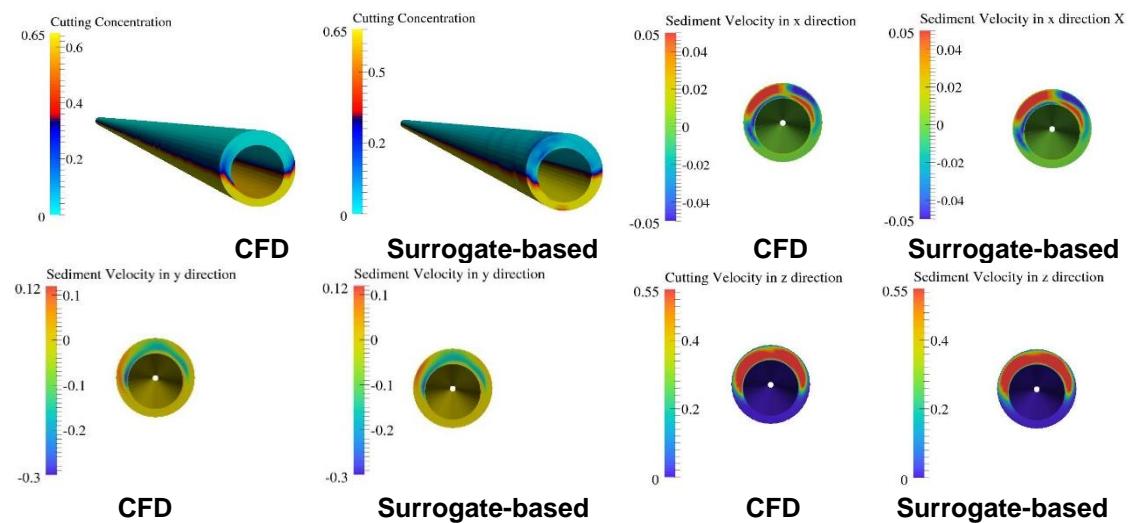 Cutting Concentration
0.65
0.6
0.4
0.2
0
CFD
Cutting Concentration
0.65
0.5
0.4
0.2
0
Surrogate-based
Sediment Velocity in x direction
0.05
0.04
0.02
0
-0.02
-0.04
-0.05
CFD
Sediment Velocity in x direction X
0.05
0.04
0.02
0
-0.02
-0.04
-0.05
Surrogate-based
Sediment Velocity in y direction
0.12
0.1
0
-0.1
-0.2
-0.3
CFD
Sediment Velocity in y direction
0.12
0.1
0
-0.1
-0.2
-0.3
Surrogate-based
Cutting Velocity in z direction
0.55
0.4
0.2
0
CFD
Sediment Velocity in z direction
0.55
0.4
0.2
0
Surrogate-based